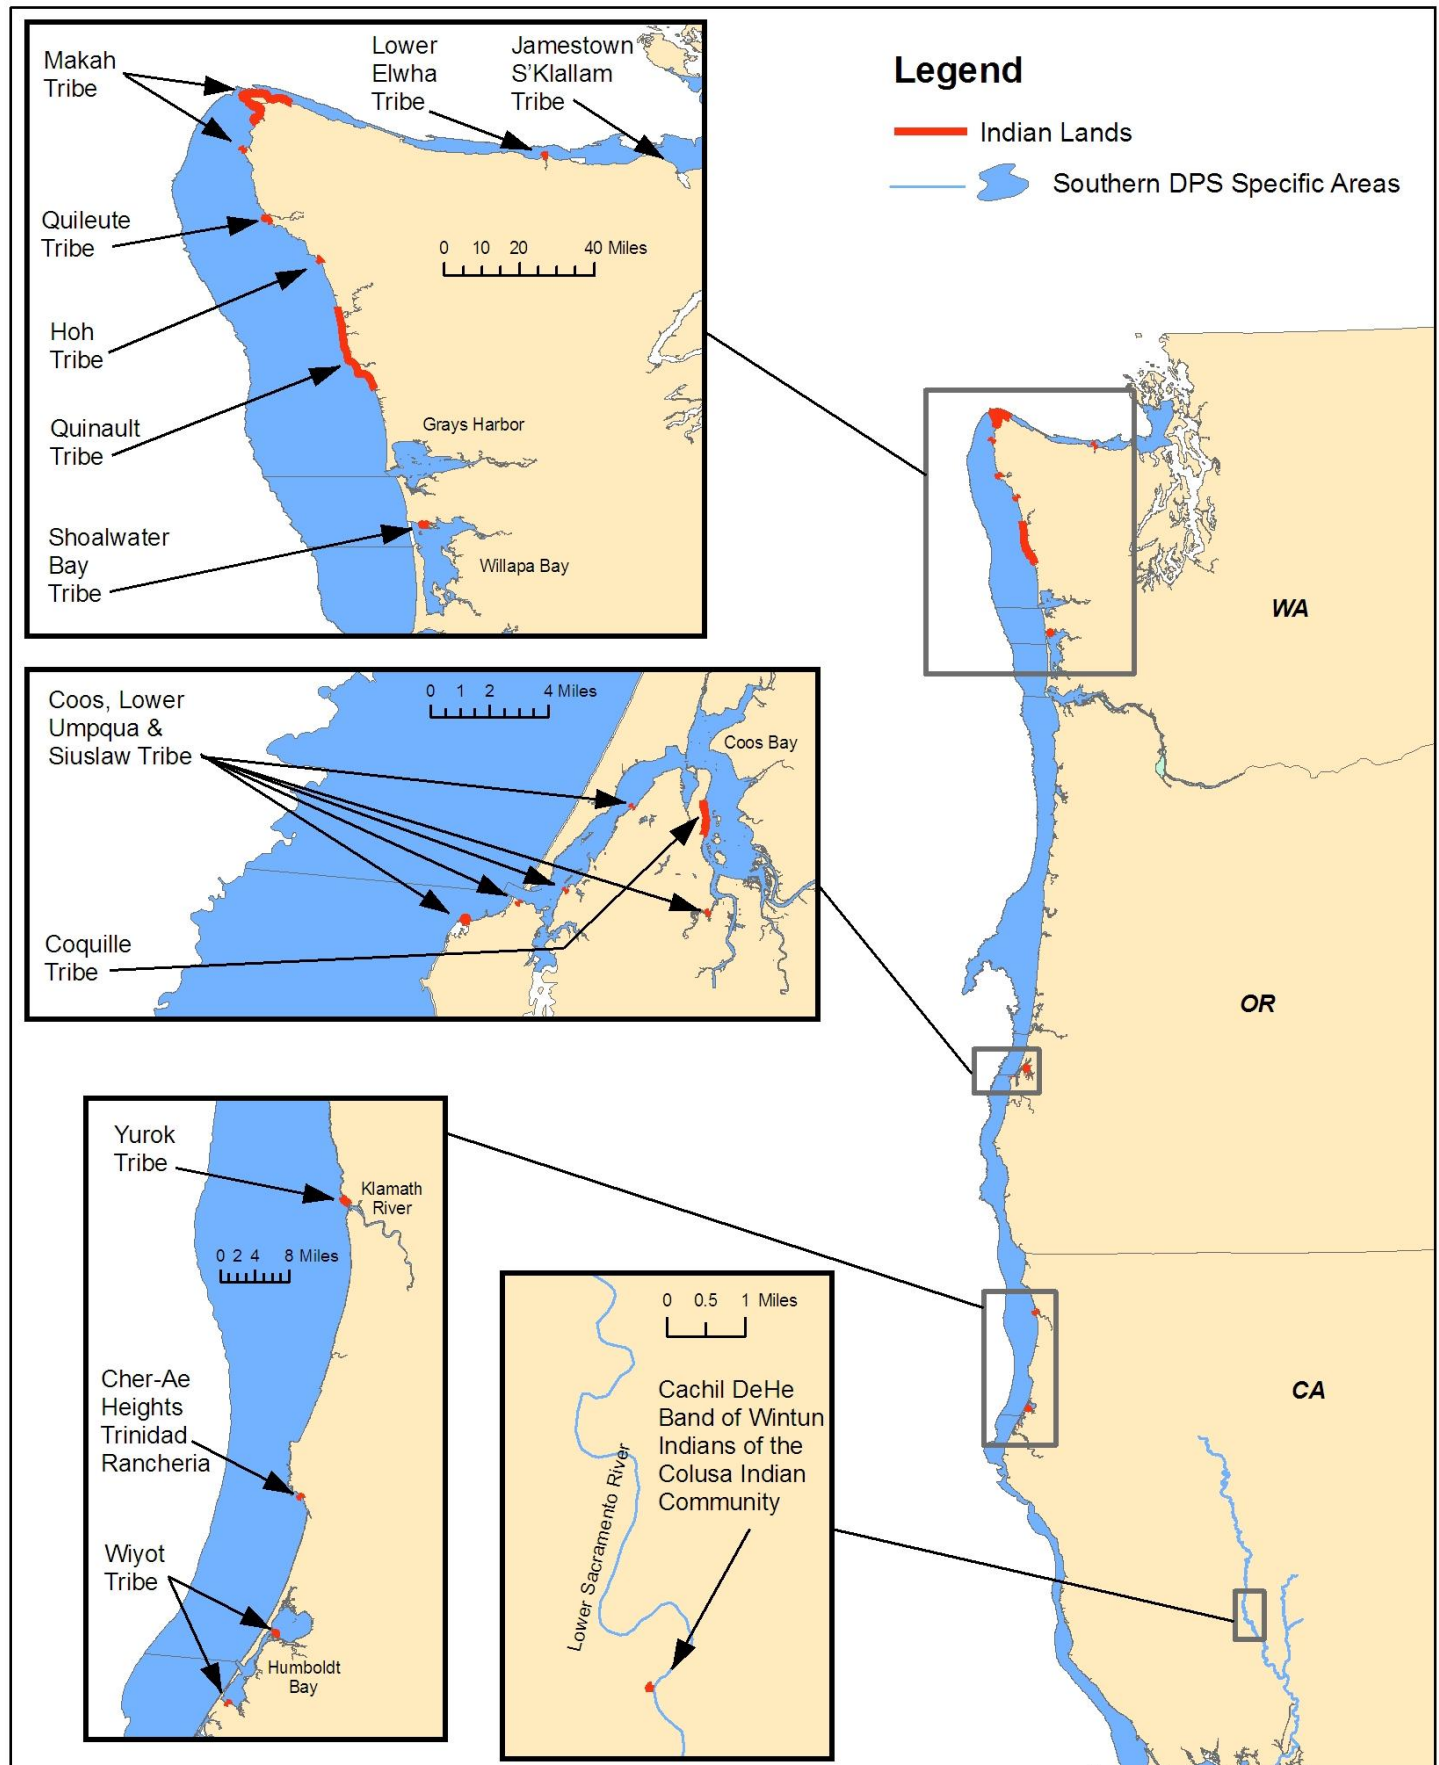 Makah
Tribe
Lower
Elwha
Tribe
Jamestown
S'Klallam
Tribe
Quileute
Tribe
0 10 20 40 Miles
Hoh
Tribe
Quinault
Tribe
Grays Harbor
Shoalwater
Bay
Tribe
Willapa Bay
Legend
Indian Lands
Southern DPS Specific Areas
WA
OR
CA
Coos, Lower
Umpqua &
Siuslaw Tribe
0 1 2 4 Miles
Coos Bay
Coquille
Tribe
Yurok
Tribe
Klamath
River
0 2 4 8 Miles
Cher-Ae
Heights
Trinidad
Rancheria
Wiyot
Tribe
Humboldt
Bay
0 0.5 1 Miles
Cachil DeHe
Band of Wintun
Indians of the
Colusa Indian
Community
Lower Sacramento River